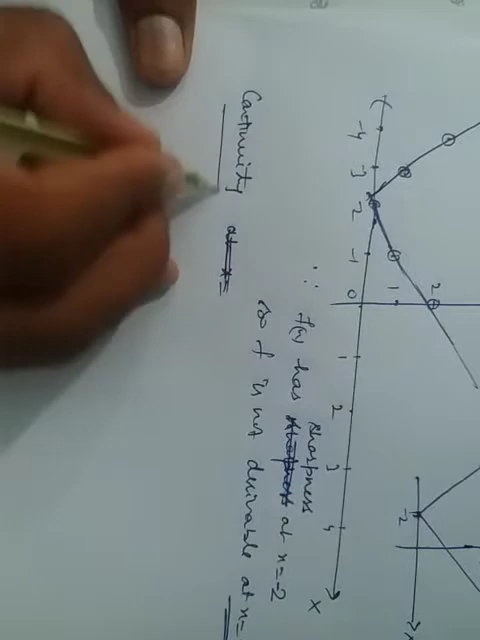 -4 -3 -2 -1 0 1 2 3 4 X
1
2
-2
∴ f(x) has sharpness at x=-2
so f is not derivable at x=
Continuity at x=